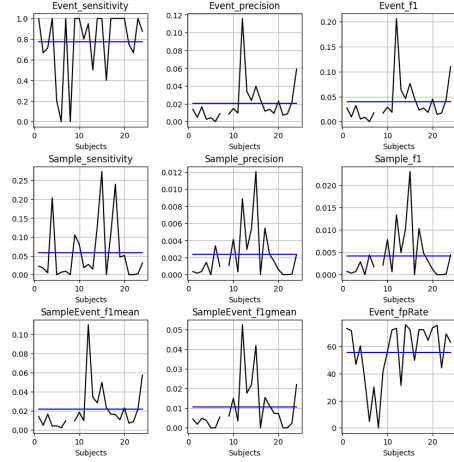 Event_sensitivity
1.0
0.8
0.6
0.4
0.2
0.0
0 10 20
Subjects
Event_precision
0.12
0.10
0.08
0.06
0.04
0.02
0.00
0 10 20
Subjects
Event_f1
0.20
0.15
0.10
0.05
0.00
0 10 20
Subjects
Sample_sensitivity
0.25
0.20
0.15
0.10
0.05
0.00
0 10 20
Subjects
Sample_precision
0.012
0.010
0.008
0.006
0.004
0.002
0.000
0 10 20
Subjects
Sample_f1
0.020
0.015
0.010
0.005
0.000
0 10 20
Subjects
SampleEvent_f1mean
0.10
0.08
0.06
0.04
0.02
0.00
0 10 20
Subjects
SampleEvent_f1gmean
0.05
0.04
0.03
0.02
0.01
0.00
0 10 20
Subjects
Event_fpRate
60
40
20
0
0 10 20
Subjects